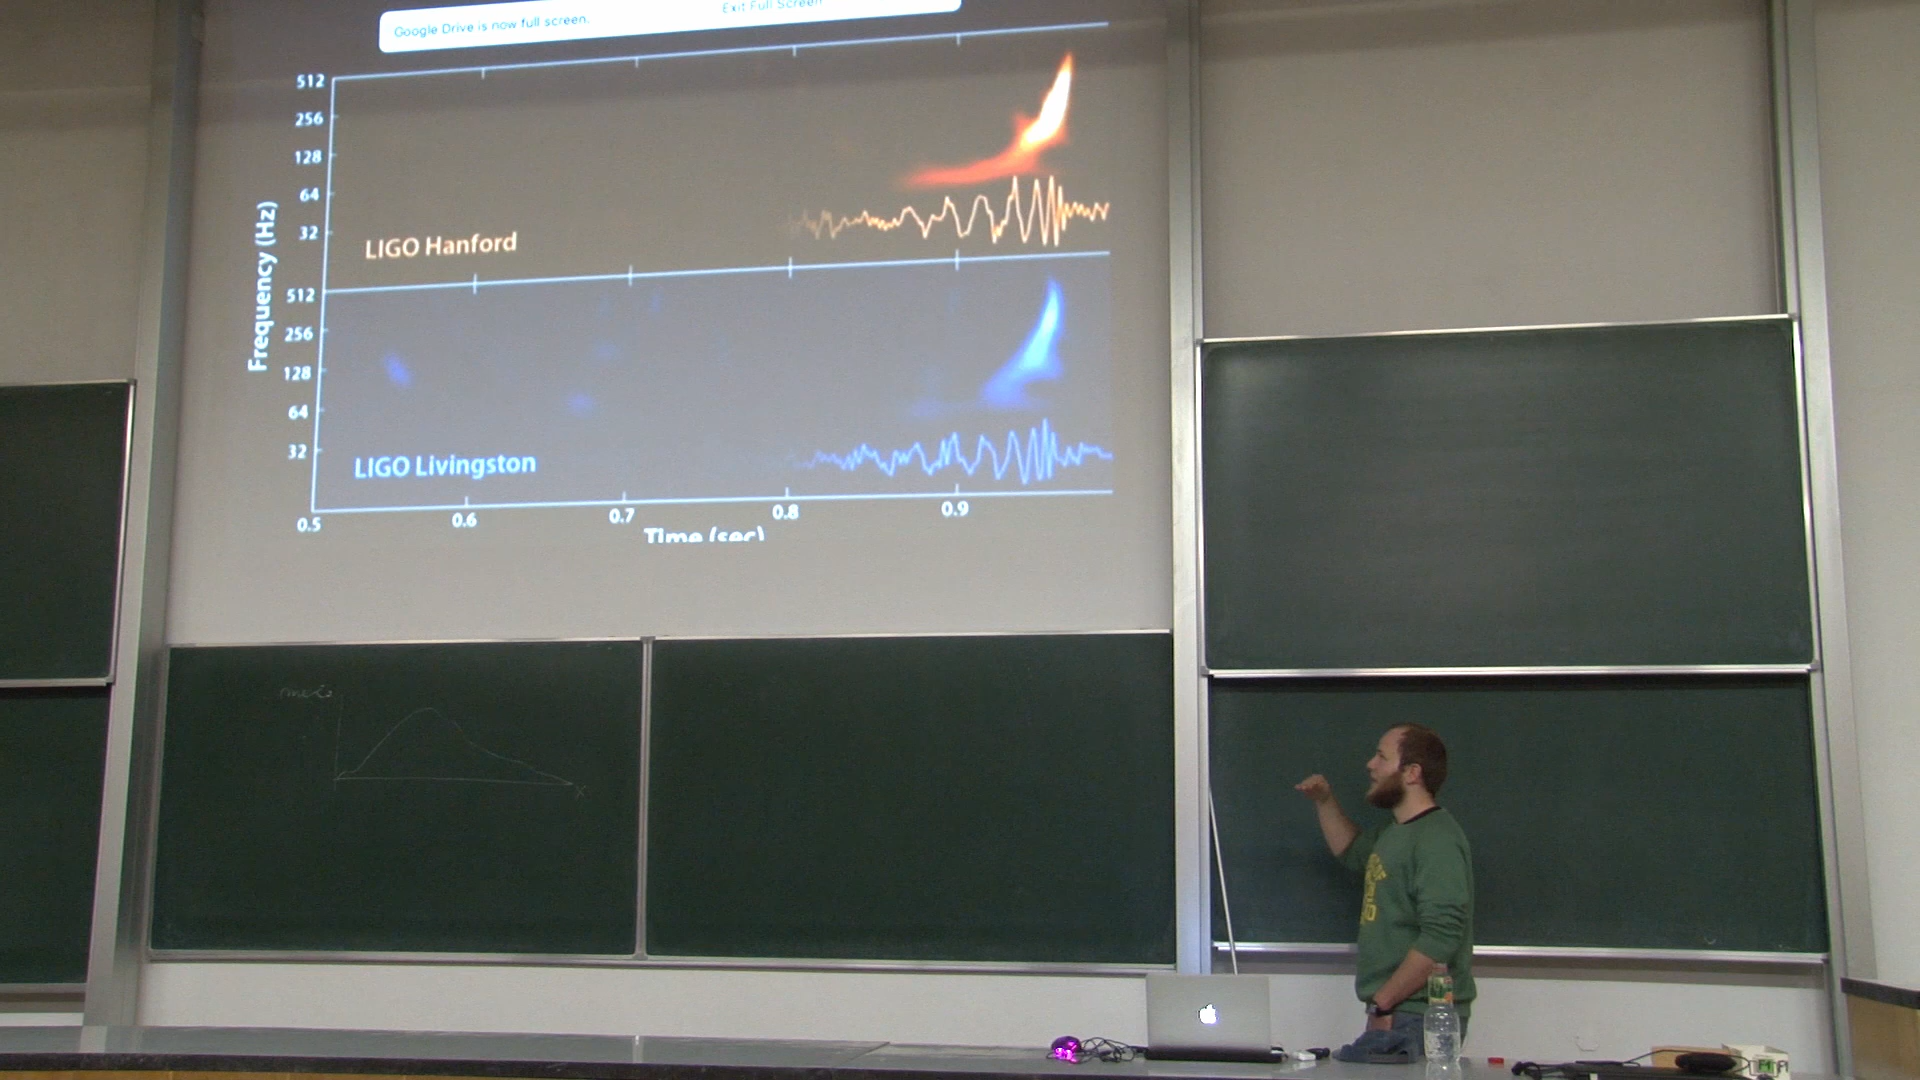 Google Drive is now full screen.
Exit Full Screen
512
256
128
64
32
LIGO Hanford
512
256
128
64
32
LIGO Livingston
Frequency (Hz)
0.5
0.6
0.7
0.8
0.9
Time (sec)
x